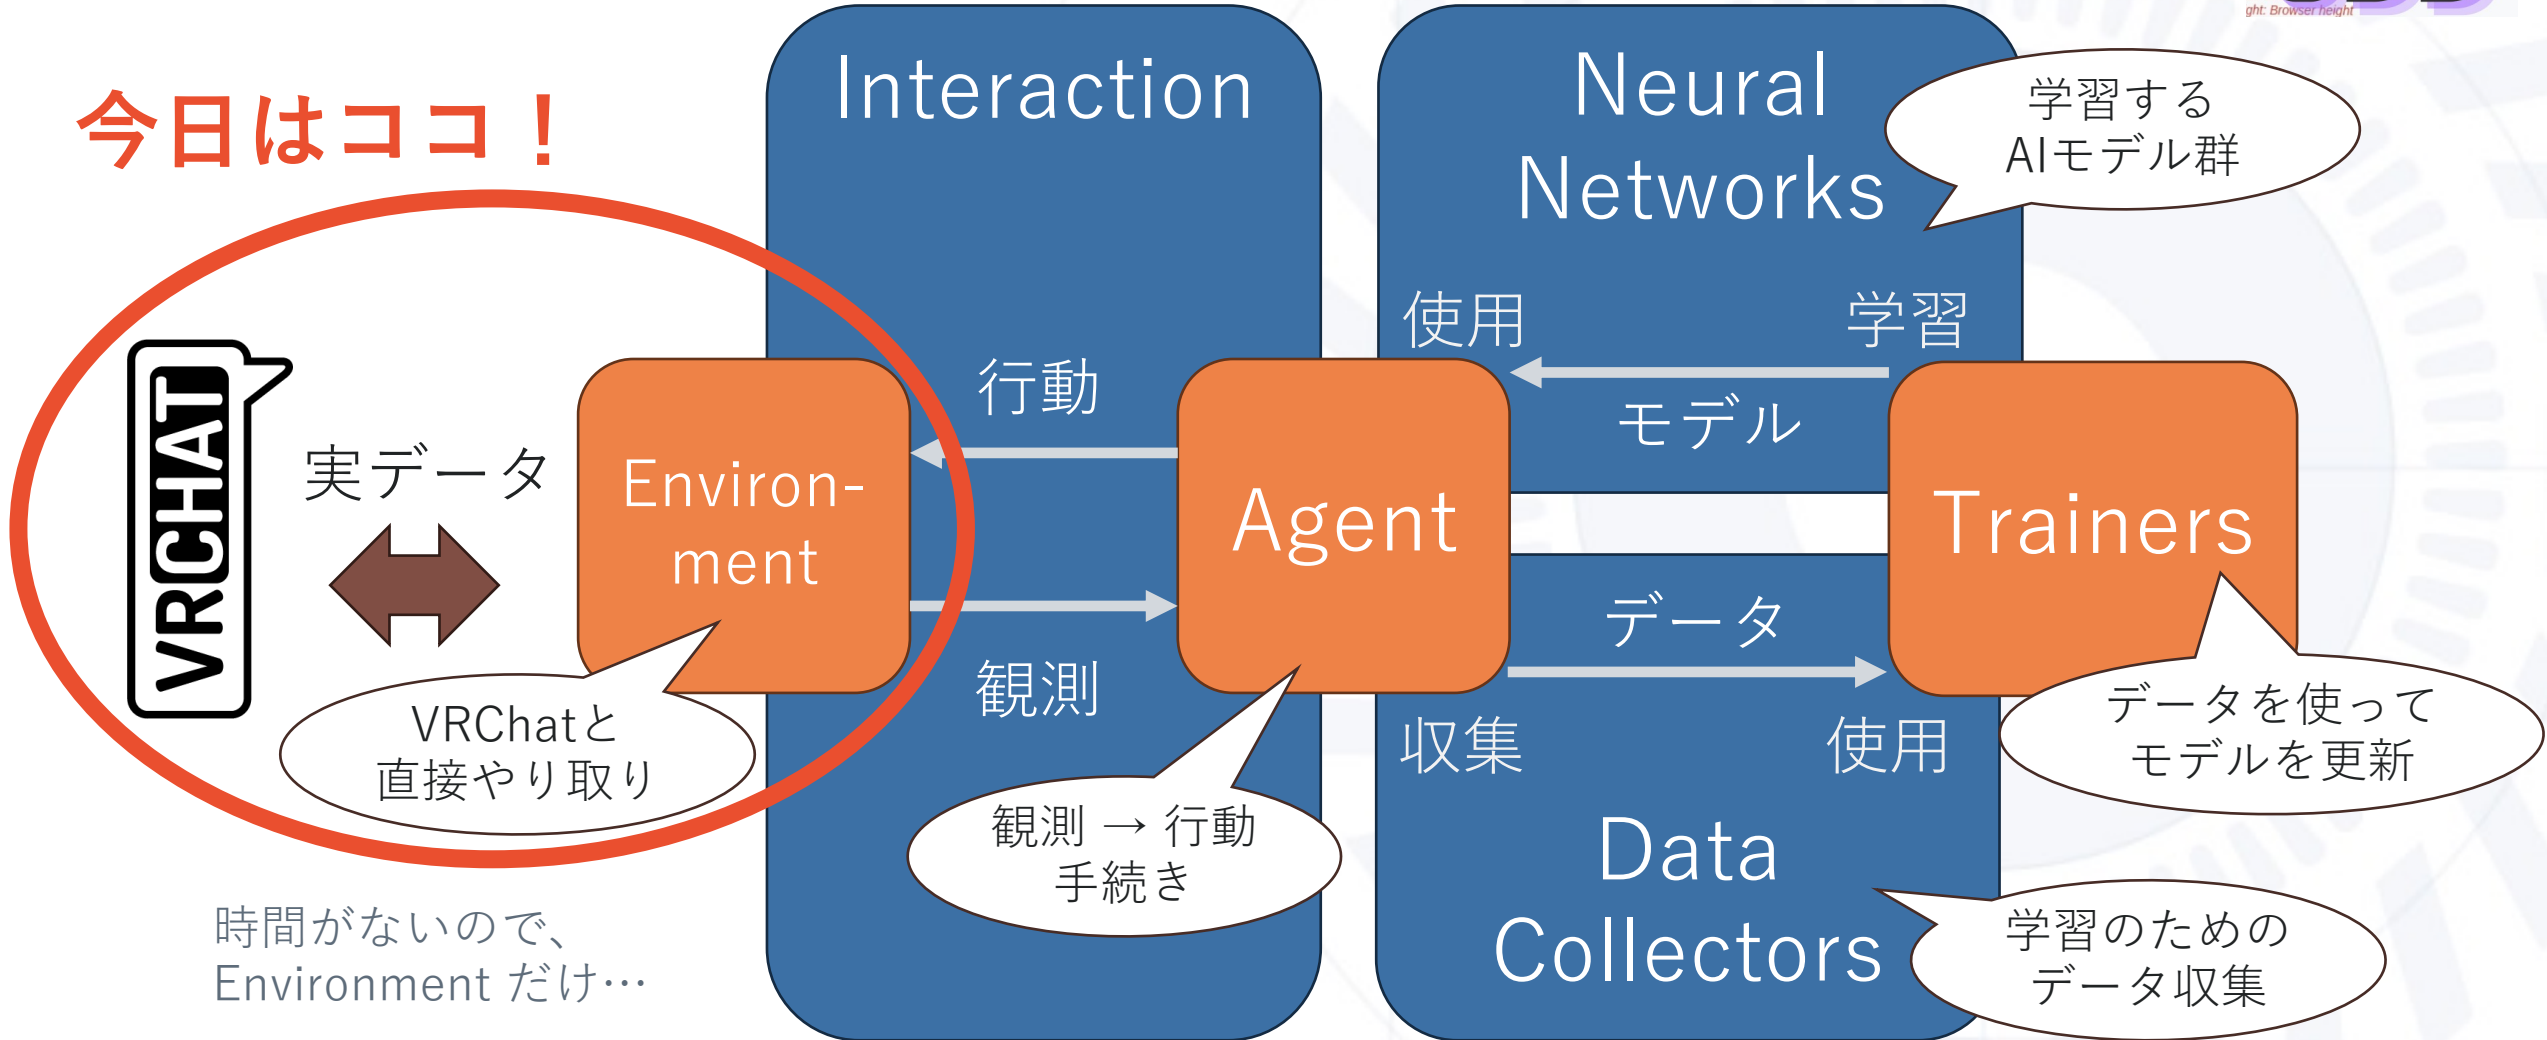 ght: Browser height
今日はココ！
Interaction
Neural
Networks
学習する
AIモデル群
使用
学習
モデル
行動
VRCHAT
実データ
Environ-
ment
Agent
Trainers
観測
データ
収集
使用
VRChatと
直接やり取り
観測 → 行動
手続き
データを使って
モデルを更新
Data
Collectors
学習のための
データ収集
時間がないので、
Environment だけ…